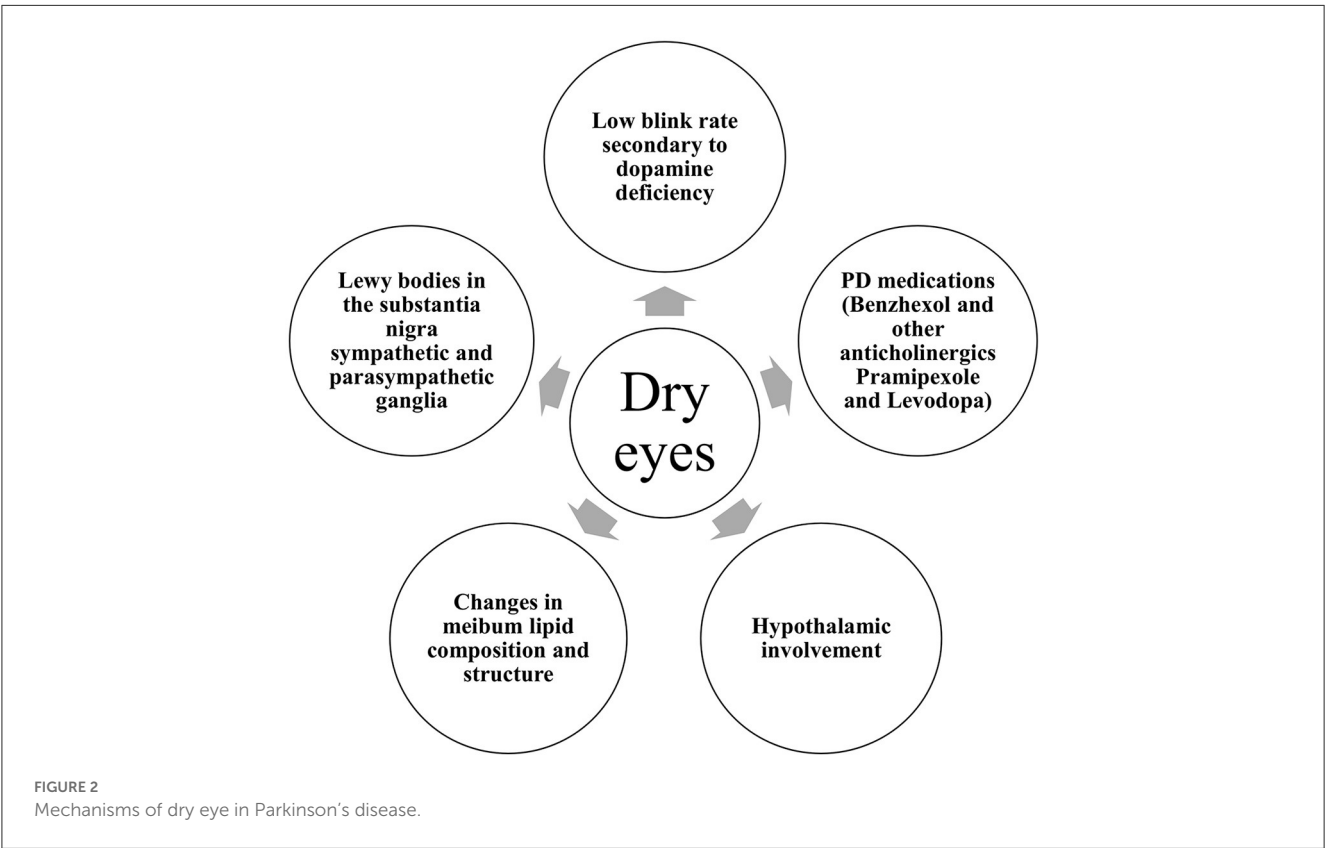 Low blink rate
secondary to
dopamine
deficiency
Lewy bodies in
the substantia
nigra
sympathetic and
parasympathetic
ganglia
PD medications
(Benzhexol and
other
anticholinergics
Pramipexole
and Levodopa)
Dry
eyes
Changes in
meibum lipid
composition and
structure
Hypothalamic
involvement
FIGURE 2
Mechanisms of dry eye in Parkinson's disease.